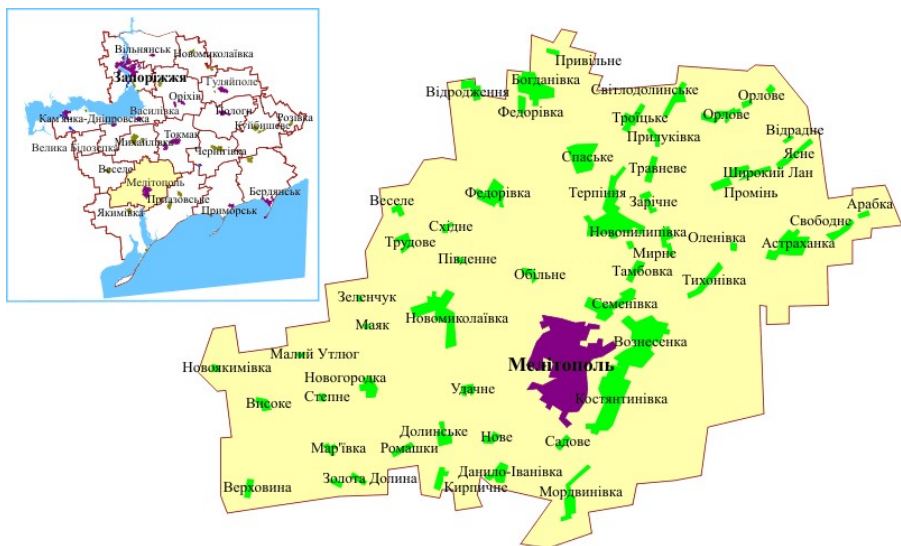 Вільнянськ
Новомиколаївка
Запоріжжя
Гуляйполе
Оріхів
Пологи
Василівка
Кам'янка-Дніпровська
Розівка
Куйбишеве
Токмак
Михайлівка
Велика Білозерка
Чернігівка
Веселе
Мелітополь
Бердянськ
Приазовське
Якимівка
Приморськ
Привільне
Богданівка
Відродження
Світлодолинське
Федорівка
Орлове
Троїцьке
Орлове
Прилуківка
Відрадне
Ясне
Спаське
Травневе
Широкий Лан
Федорівка
Терпіння
Промінь
Веселе
Зарічне
Арабка
Свободне
Східне
Новопилипівка
Оленівка
Трудове
Астраханка
Мирне
Південне
Обільне
Тамбовка
Тихонівка
Зеленчук
Семенівка
Новомиколаївка
Маяк
Вознесенка
Малий Утлюг
Мелітополь
Новоякимівка
Новогородка
Удачне
Степне
Костянтинівка
Високе
Долинське
Нове
Садове
Мар'ївка
Ромашки
Данило-Іванівка
Золота Долина
Верховина
Кирпичне
Мордвинівка